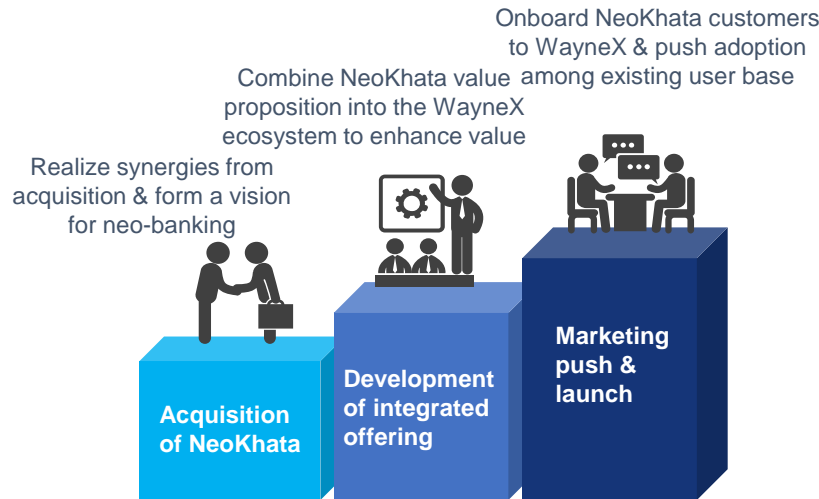 Realize synergies from
acquisition & form a vision
for neo-banking
Acquisition
of NeoKhata
Combine NeoKhata value
proposition into the WayneX
ecosystem to enhance value
Development
of integrated
offering
Onboard NeoKhata customers
to WayneX & push adoption
among existing user base
Marketing
push &
launch